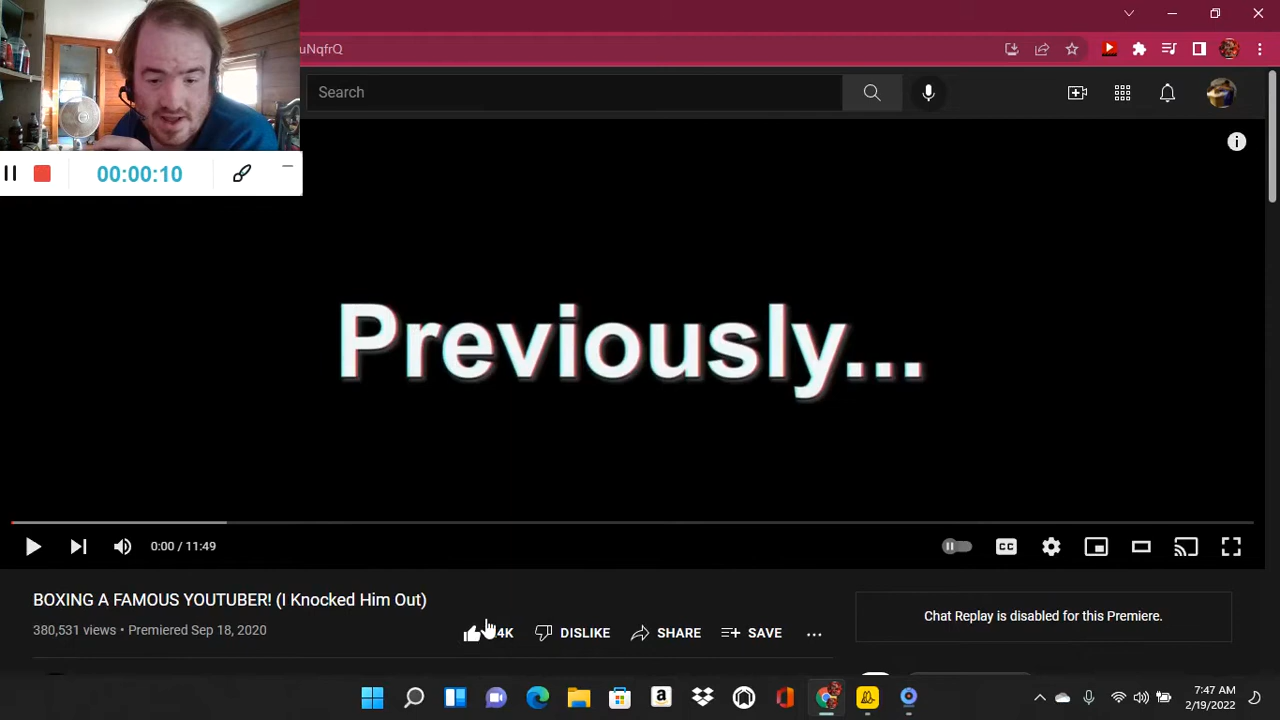 uNqfrQ
Search
00:00:10
Previously...
0:00 / 11:49
CC
BOXING A FAMOUS YOUTUBER! (I Knocked Him Out)
380,531 views • Premiered Sep 18, 2020
4K
DISLIKE
SHARE
SAVE
Chat Replay is disabled for this Premiere.
7:47 AM
2/19/2022